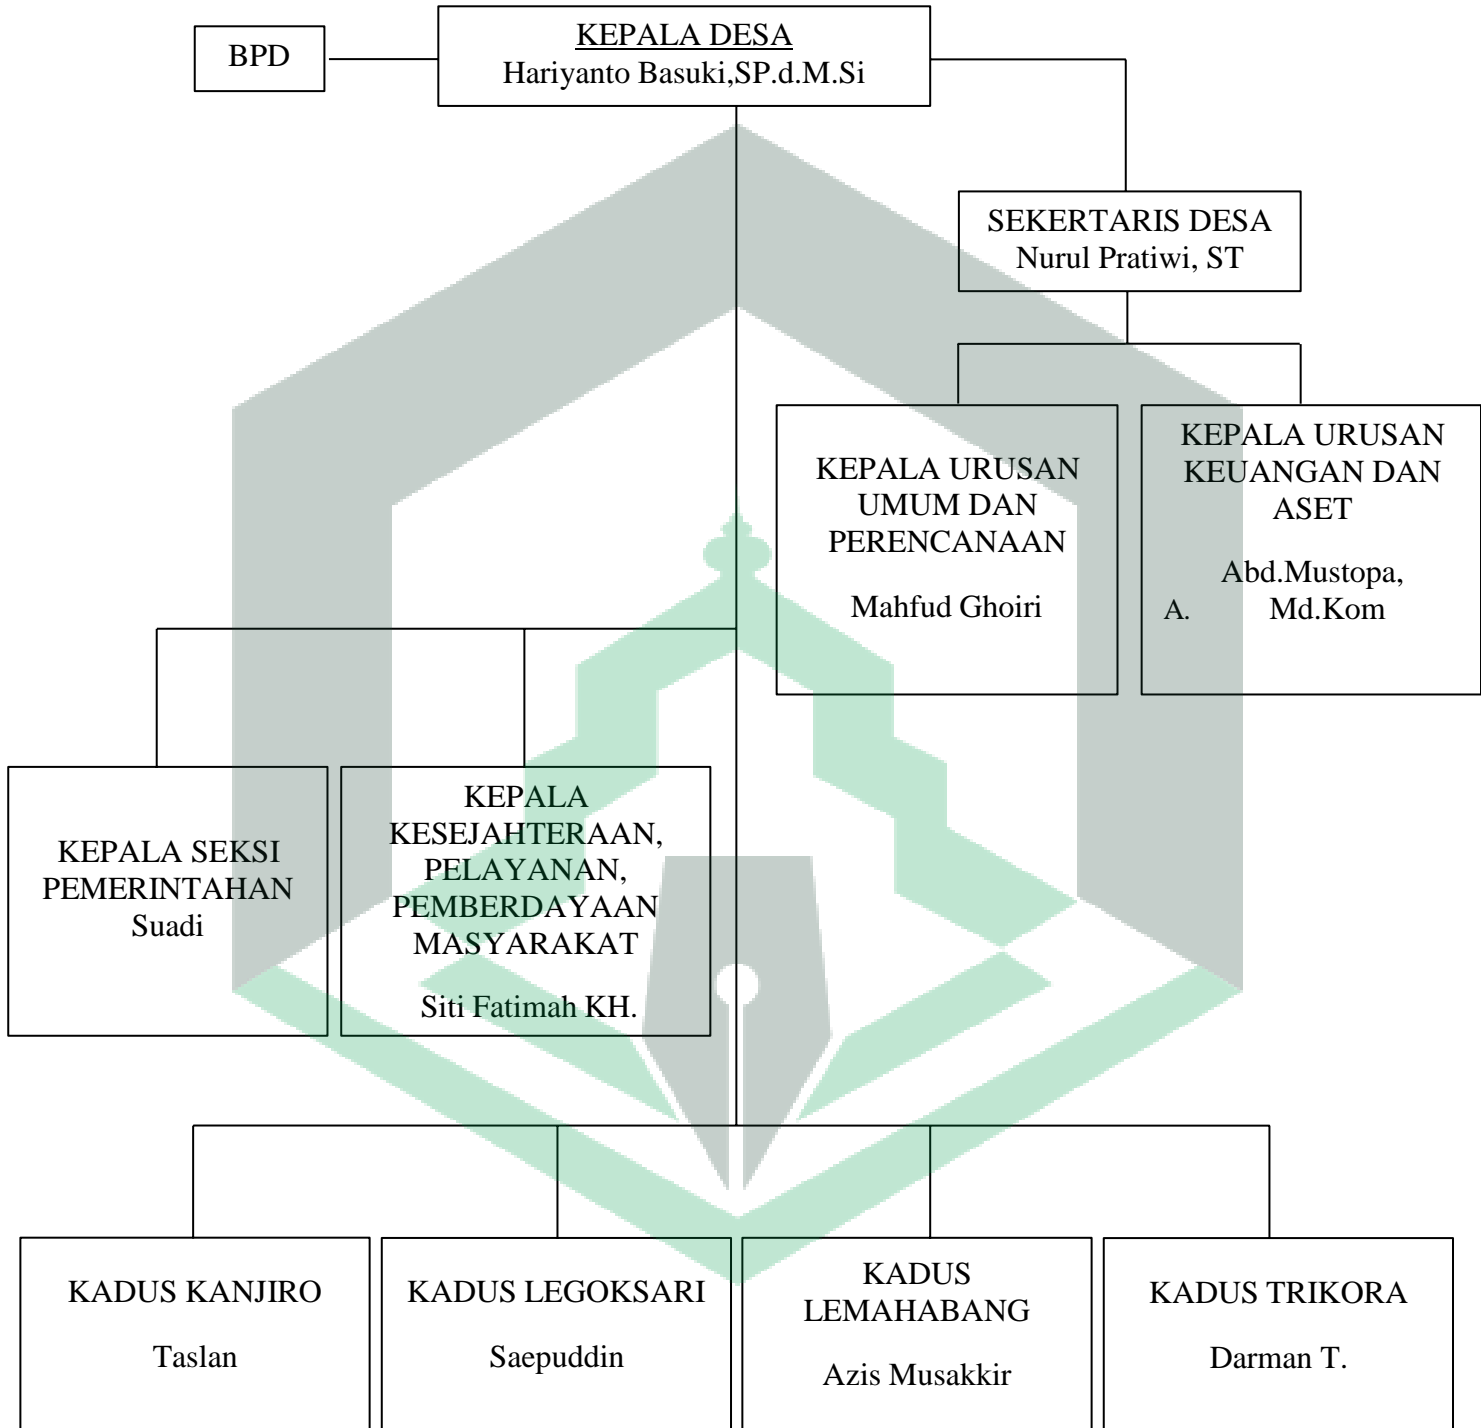 BPD
KEPALA DESA
Hariyanto Basuki,SP.d.M.Si
SEKERTARIS DESA
Nurul Pratiwi, ST
KEPALA URUSAN
UMUM DAN
PERENCANAAN
Mahfud Ghoiri
KEPALA URUSAN
KEUANGAN DAN
ASET
Abd.Mustopa,
A. Md.Kom
KEPALA SEKSI
PEMERINTAHAN
Suadi
KEPALA
KESEJAHTERAAN,
PELAYANAN,
PEMBERDAYAAN
MASYARAKAT
Siti Fatimah KH.
KADUS KANJIRO
Taslan
KADUS LEGOKSARI
Saepuddin
KADUS
LEMAHABANG
Azis Musakkir
KADUS TRIKORA
Darman T.